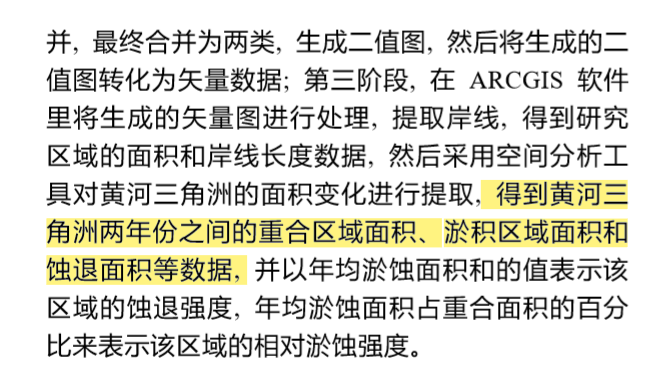 并, 最终合并为两类, 生成二值图, 然后将生成的二
值图转化为矢量数据; 第三阶段, 在 ARCGIS 软件
里将生成的矢量图进行处理, 提取岸线, 得到研究
区域的面积和岸线长度数据, 然后采用空间分析工
具对黄河三角洲的面积变化进行提取, 得到黄河三
角洲两年份之间的重合区域面积、淤积区域面积和
蚀退面积等数据, 并以年均淤蚀面积和的值表示该
区域的蚀退强度, 年均淤蚀面积占重合面积的百分
比来表示该区域的相对淤蚀强度。